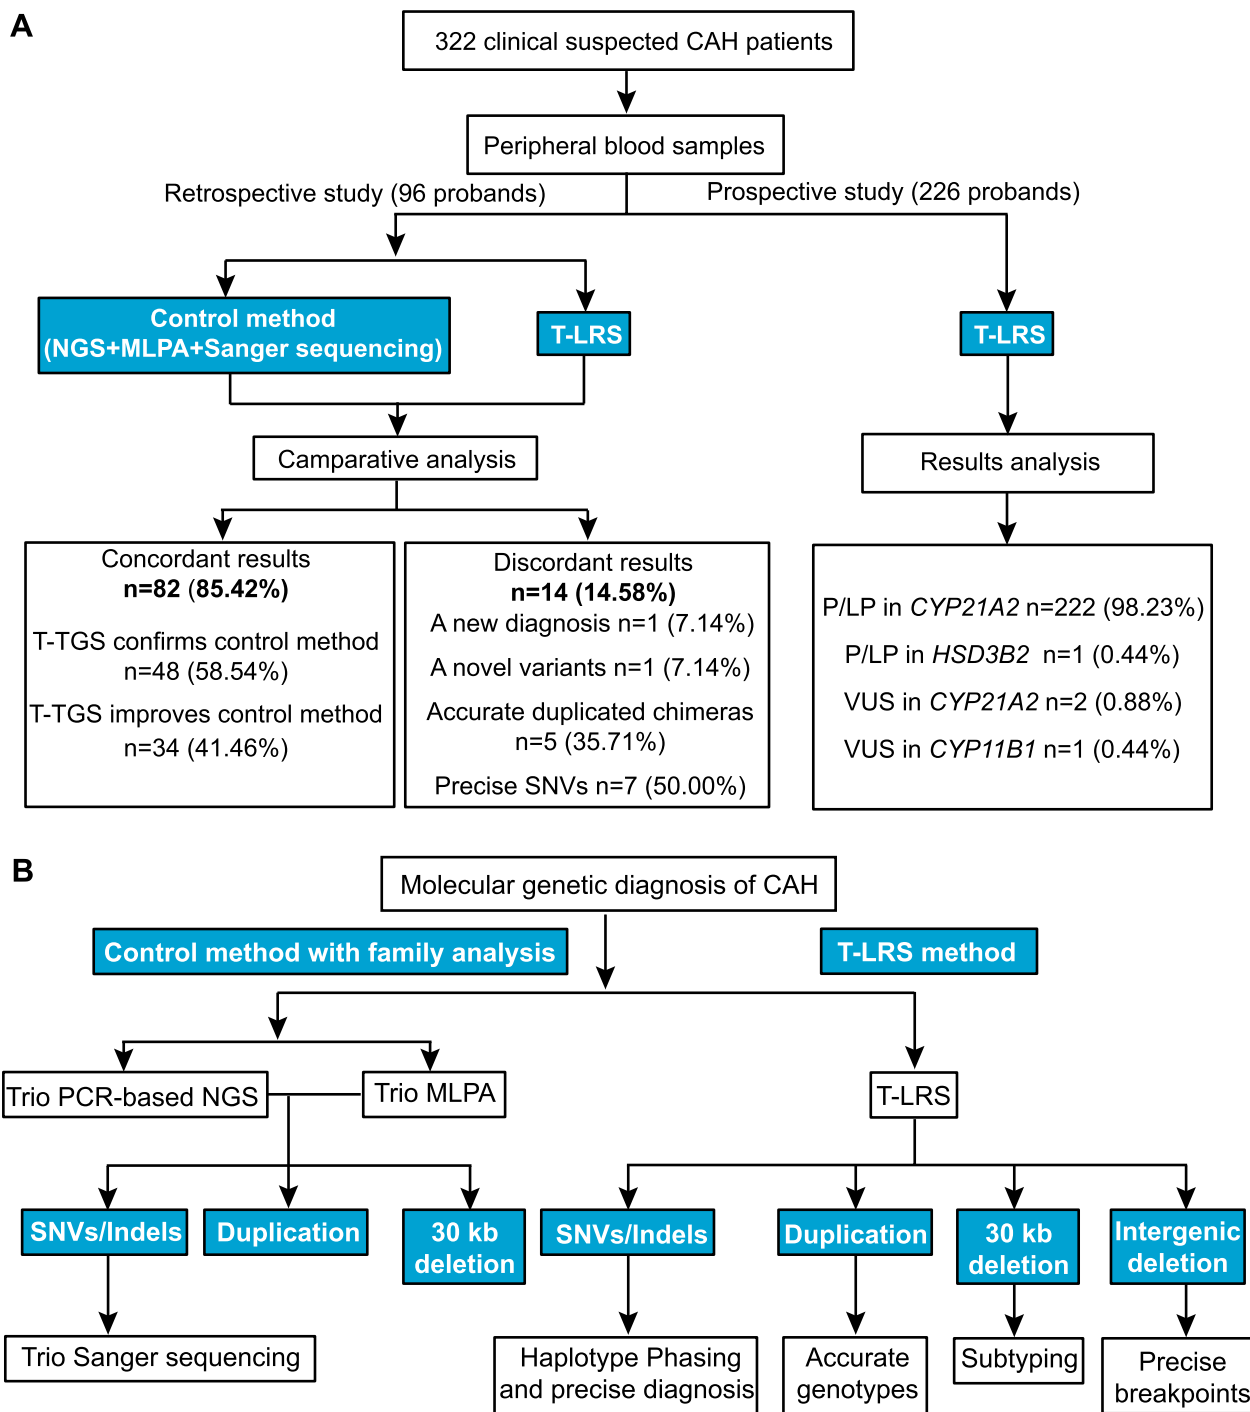 A
322 clinical suspected CAH patients
Peripheral blood samples
Retrospective study (96 probands)
Prospective study (226 probands)
Control method
(NGS+MLPA+Sanger sequencing)
T-LRS
T-LRS
Camparative analysis
Results analysis
Concordant results
n=82 (85.42%)
T-TGS confirms control method
n=48 (58.54%)
T-TGS improves control method
n=34 (41.46%)
Discordant results
n=14 (14.58%)
A new diagnosis n=1 (7.14%)
A novel variants n=1 (7.14%)
Accurate duplicated chimeras
n=5 (35.71%)
Precise SNVs n=7 (50.00%)
P/LP in CYP21A2 n=222 (98.23%)
P/LP in HSD3B2 n=1 (0.44%)
VUS in CYP21A2 n=2 (0.88%)
VUS in CYP11B1 n=1 (0.44%)
B
Molecular genetic diagnosis of CAH
Control method with family analysis
T-LRS method
Trio PCR-based NGS
Trio MLPA
T-LRS
SNVs/Indels
Duplication
30 kb
deletion
SNVs/Indels
Duplication
30 kb
deletion
Intergenic
deletion
Trio Sanger sequencing
Haplotype Phasing
and precise diagnosis
Accurate
genotypes
Subtyping
Precise
breakpoints